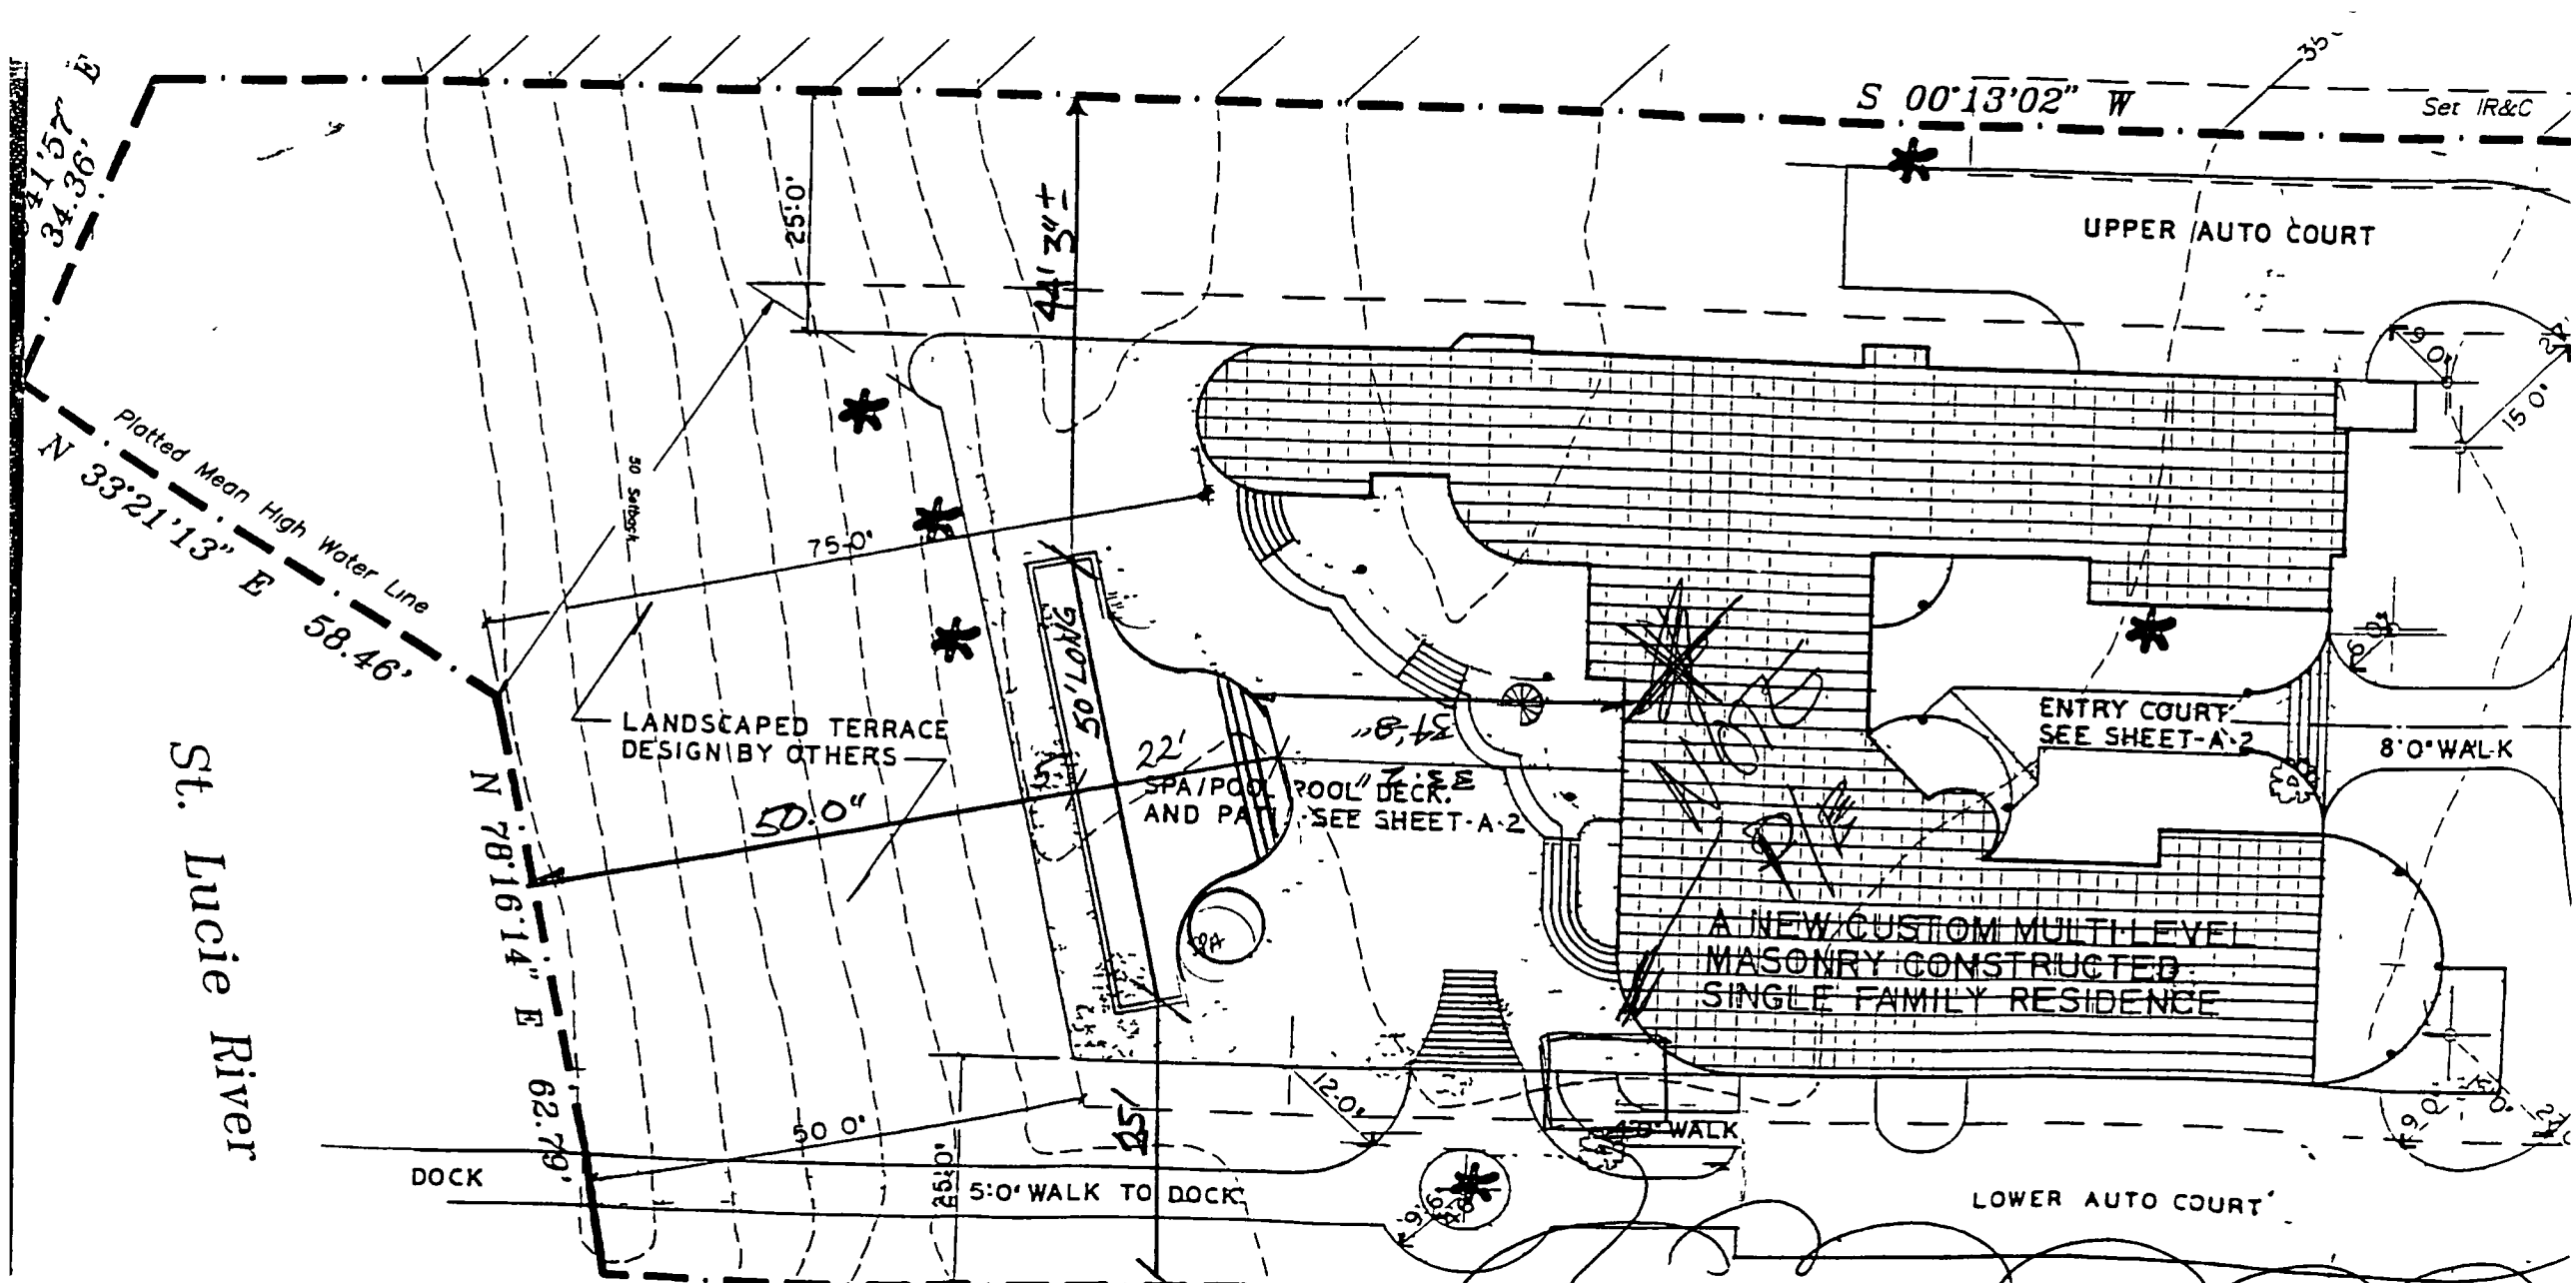 S 00°13'02" W
Set IR&C
35
41'57" E
34.36'
UPPER AUTO COURT
25:0'
44' 3"±
9 0"
15 0"
Platted Mean High Water Line
N 33°21'13" E 58.46'
50 Setback
75-0'
50' LONG
LANDSCAPED TERRACE
DESIGN BY OTHERS
22'
SPA/POOL POOL DECK.
AND PATI SEE SHEET-A-2
50:0"
ENTRY COURT
SEE SHEET-A-2
8'0" WALK
St. Lucie River
N 78°16'14" E 62.79'
SPA
A NEW CUSTOM MULTI-LEVEL
MASONRY CONSTRUCTED
SINGLE FAMILY RESIDENCE
12:0"
25'
50 0'
25:0'
WALK
DOCK
5:0' WALK TO DOCK
LOWER AUTO COURT